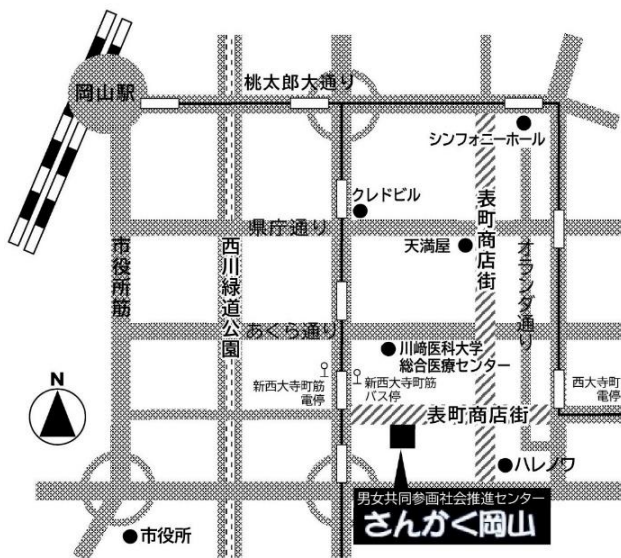 岡山駅
桃太郎大通り
シンフォニーホール
クレドビル
表町商店街
県庁通り
天満屋
市役所筋
西川緑道公園
オランダ通り
あくら通り
川﨑医科大学
総合医療センター
新西大寺町筋
電停
新西大寺町筋
バス停
西大寺町
電停
N
表町商店街
ハレノワ
男女共同参画社会推進センター
さんかく岡山
市役所